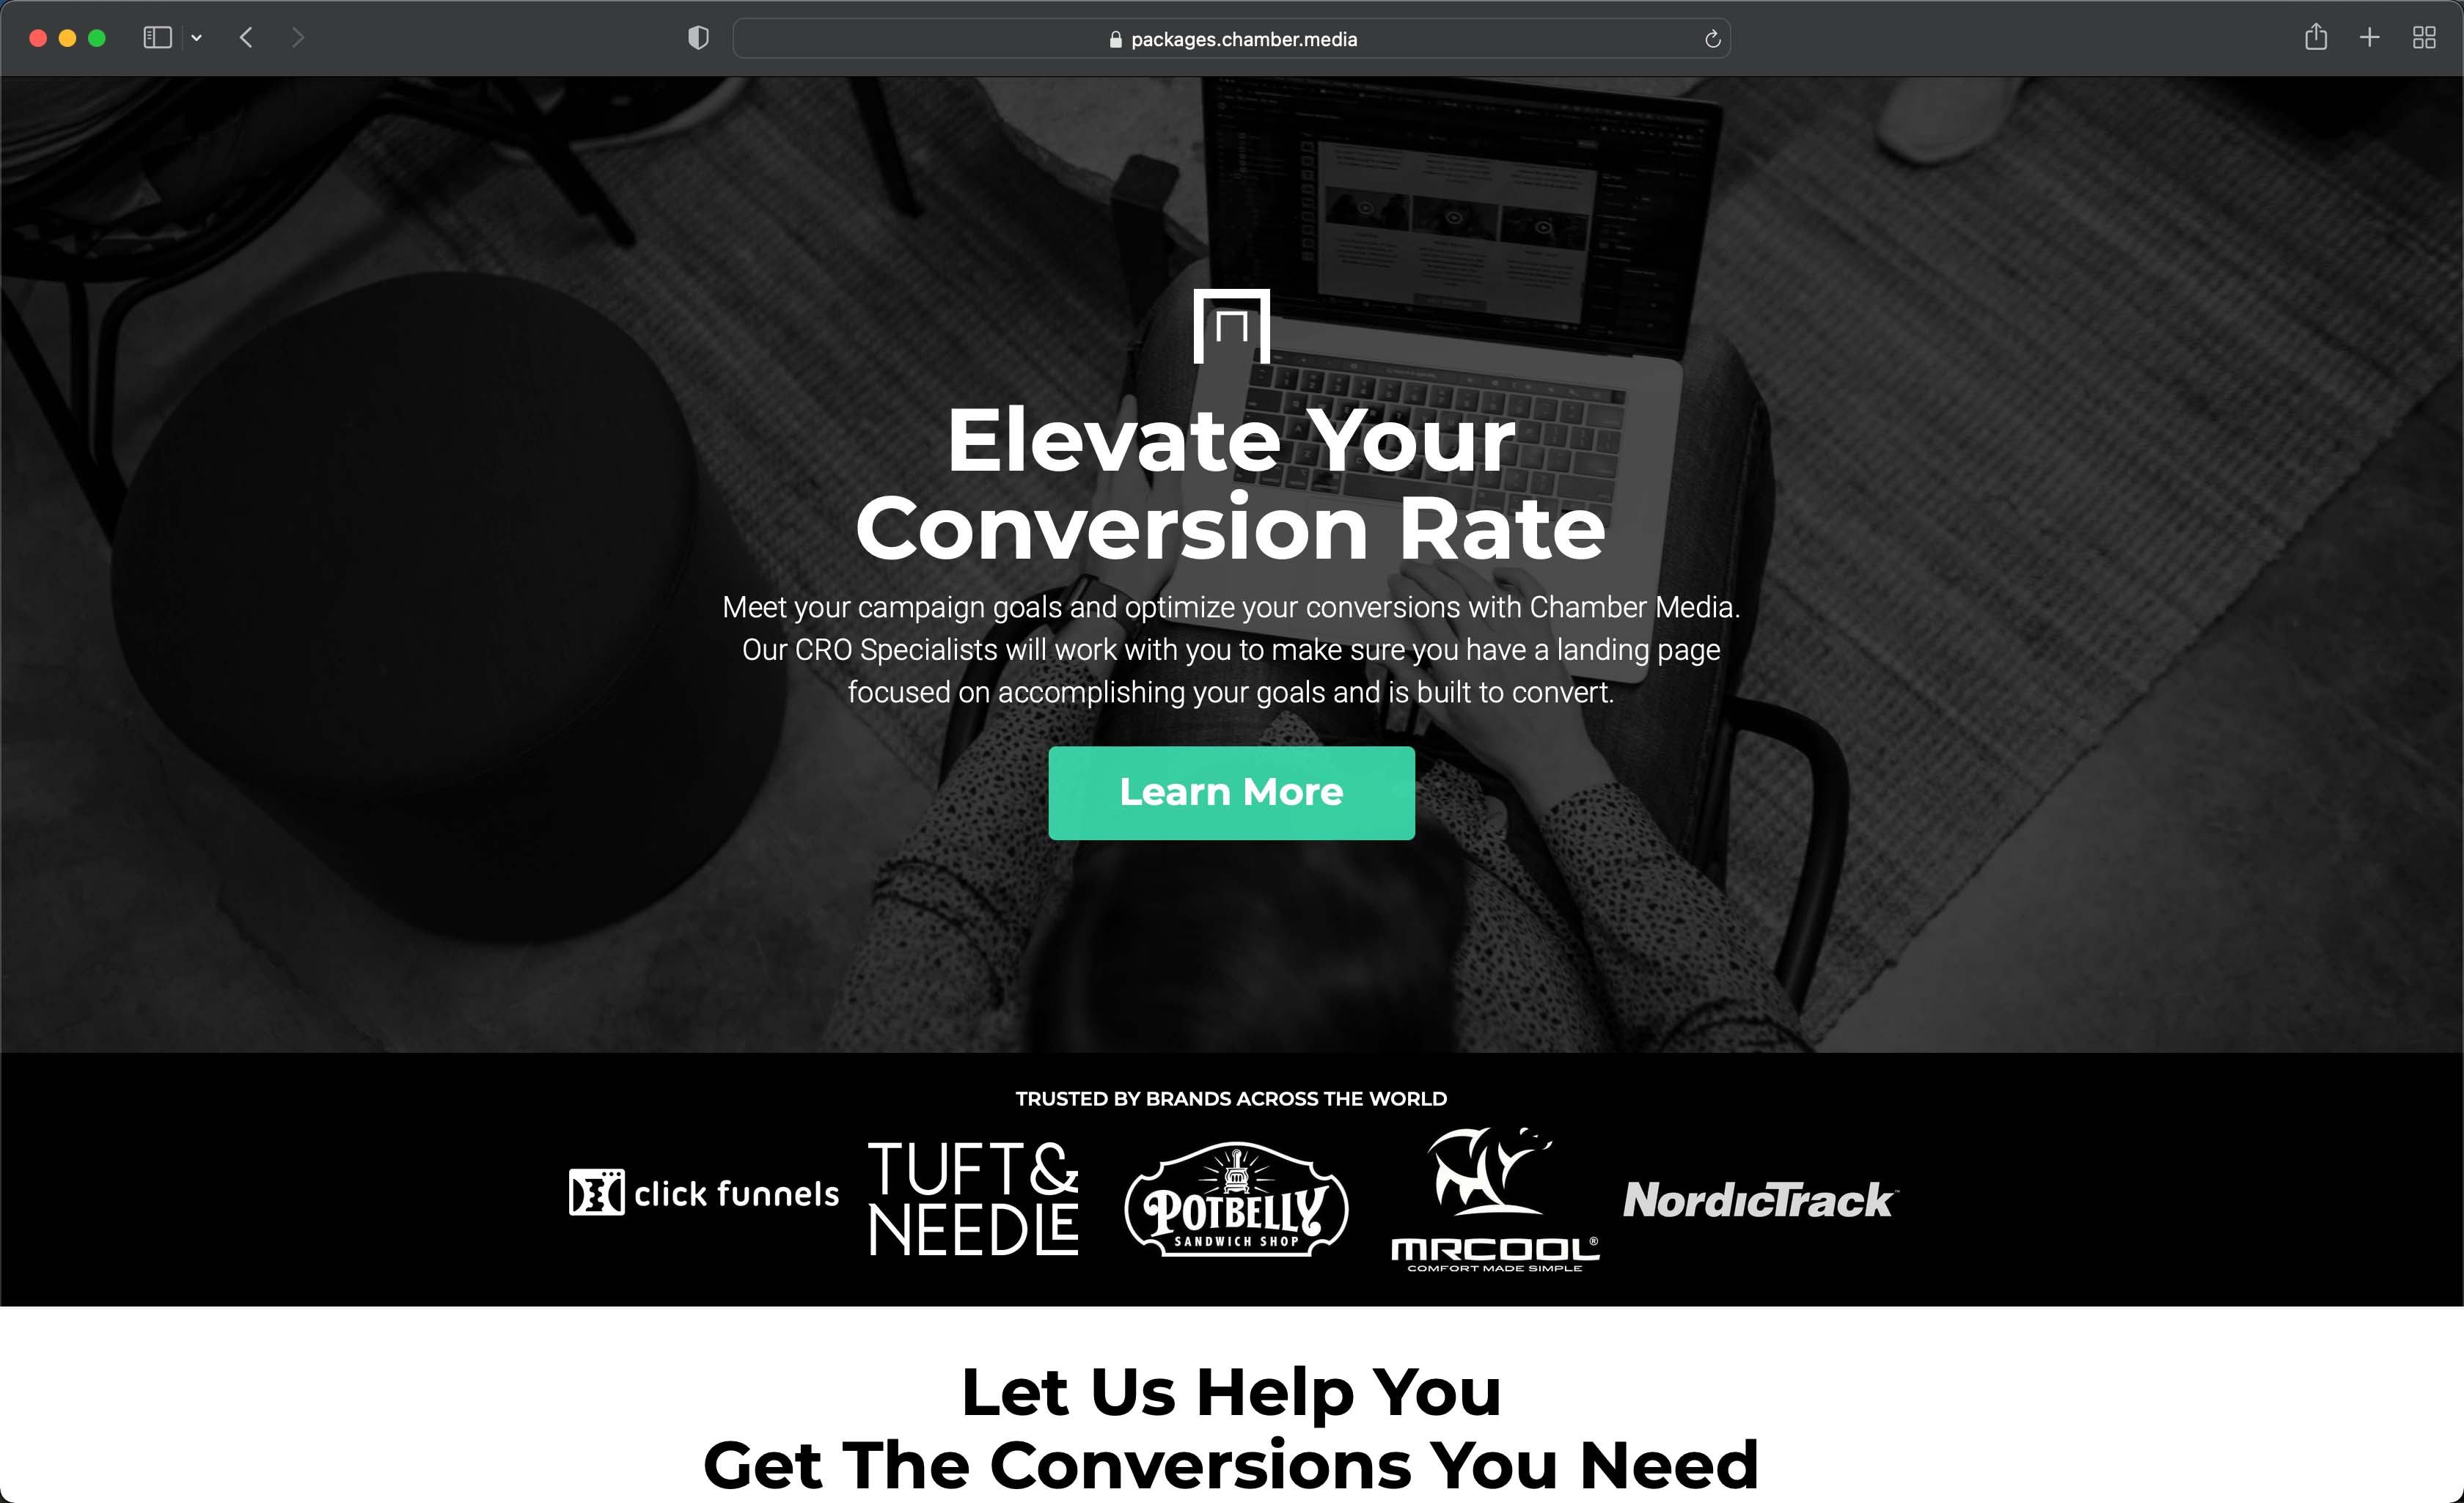 packages.chamber.media
Elevate Your
Conversion Rate
Meet your campaign goals and optimize your conversions with Chamber Media.
Our CRO Specialists will work with you to make sure you have a landing page
focused on accomplishing your goals and is built to convert.
Learn More
TRUSTED BY BRANDS ACROSS THE WORLD
click funnels
TUFT&
NEEDLE
POTBELLY
SANDWICH SHOP
MRCOOL®
COMFORT MADE SIMPLE
NordicTrack™
Let Us Help You
Get The Conversions You Need